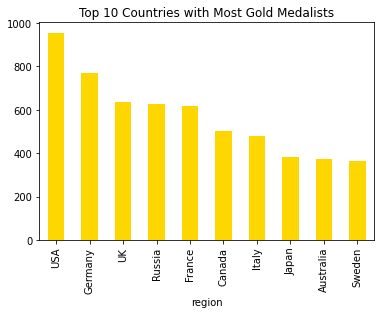 Top 10 Countries with Most Gold Medalists
1000
800
600
400
200
0
USA
Germany
UK
Russia
France
Canada
Italy
Japan
Australia
Sweden
region